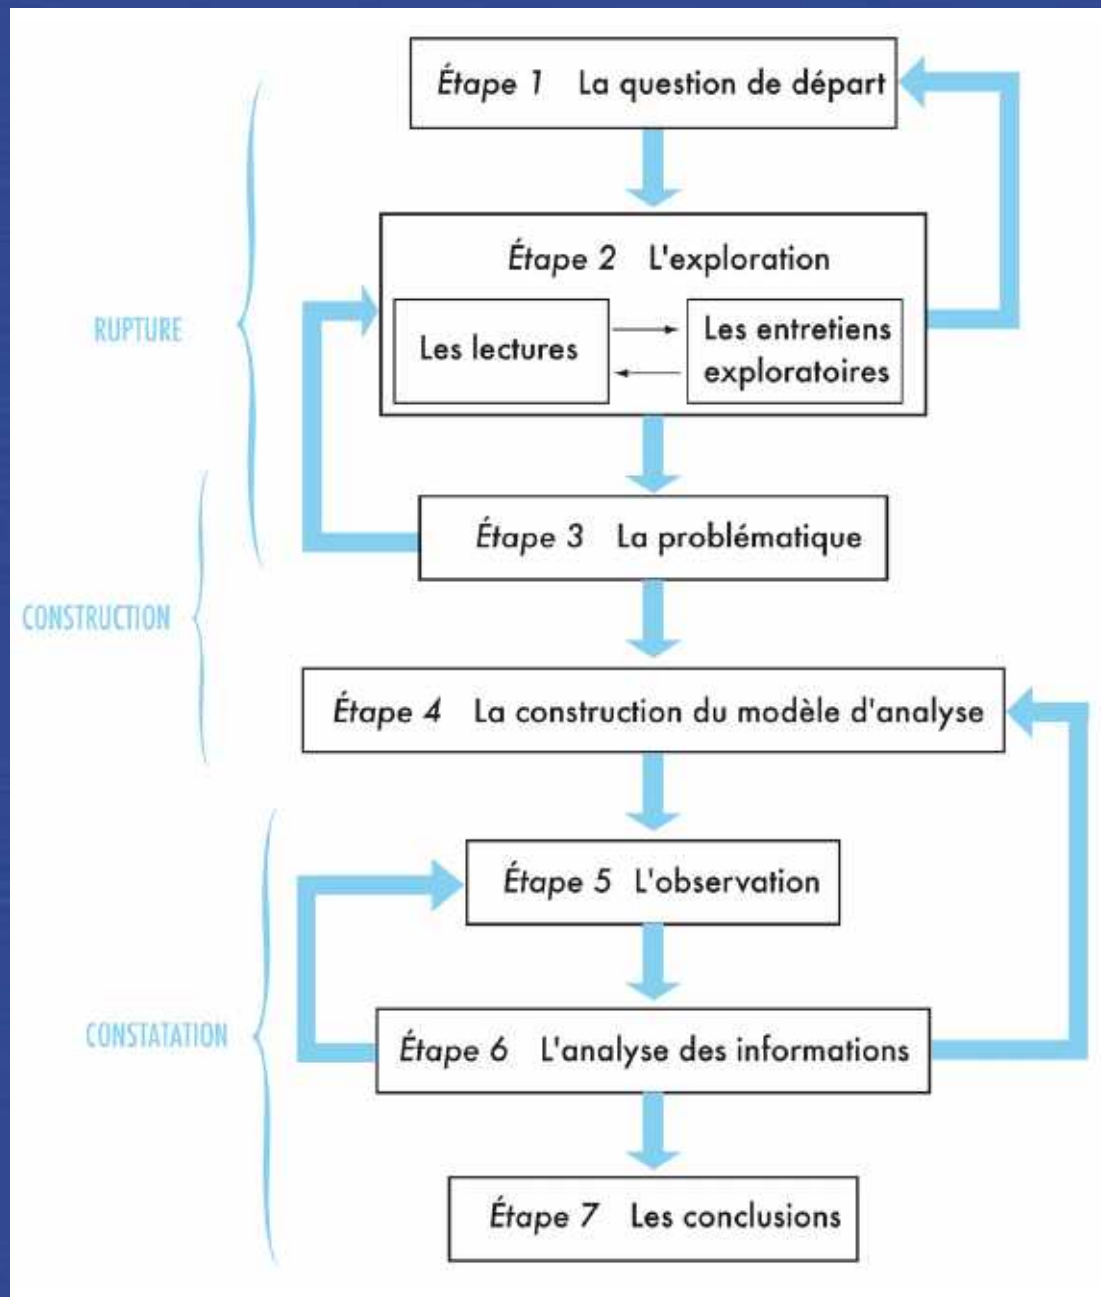 Étape 1 La question de départ
Étape 2 L'exploration
Les lectures
Les entretiens
exploratoires
RUPTURE
Étape 3 La problématique
CONSTRUCTION
Étape 4 La construction du modèle d'analyse
Étape 5 L'observation
CONSTATATION
Étape 6 L'analyse des informations
Étape 7 Les conclusions